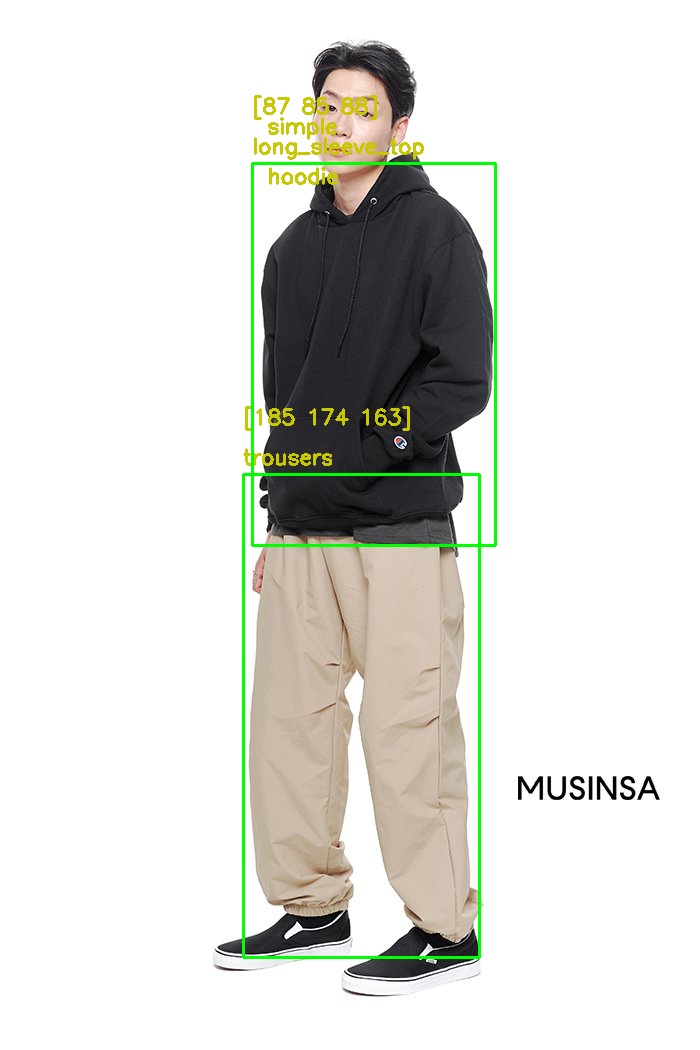 [87 85 88]
simple
long_sleeve_top
hoodie
[185 174 163]
trousers
MUSINSA